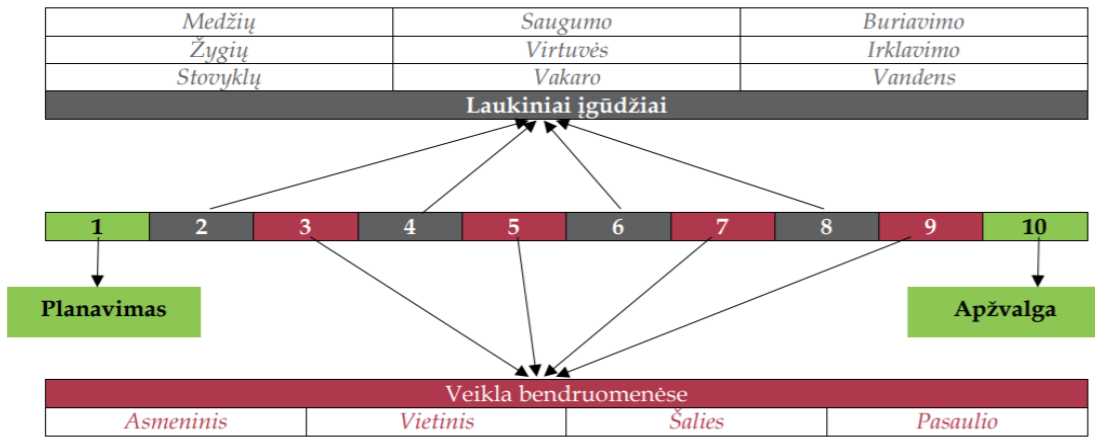 Medžių Saugumo Buriavimo
Žygių Virtuvės Irklavimo
Stovyklų Vakaro Vandens
Laukiniai įgūdžiai
1 2 3 4 5 6 7 8 9 10
Planavimas Apžvalga
Veikla bendruomenėse
Asmeninis Vietinis Šalies Pasaulio